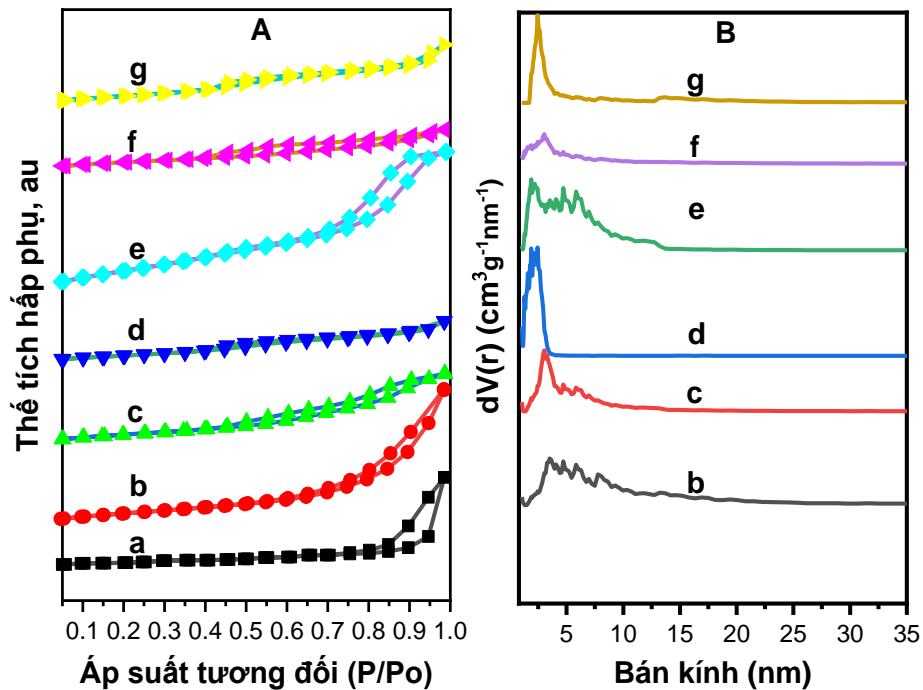 A
g
f
e
d
c
b
a
Thế tích hấp phụ, au
0.1 0.2 0.3 0.4 0.5 0.6 0.7 0.8 0.9 1.0
Áp suất tương đối (P/Po)
B
g
f
e
d
c
b
dV(r) (cm³g⁻¹nm⁻¹)
5 10 15 20 25 30 35
Bán kính (nm)